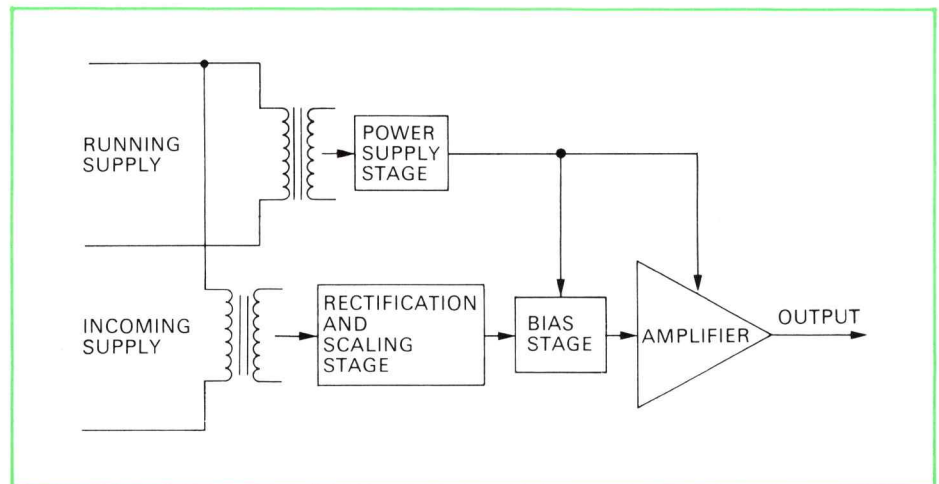 RUNNING
SUPPLY
POWER
SUPPLY
STAGE
INCOMING
SUPPLY
RECTIFICATION
AND
SCALING
STAGE
BIAS
STAGE
AMPLIFIER
OUTPUT